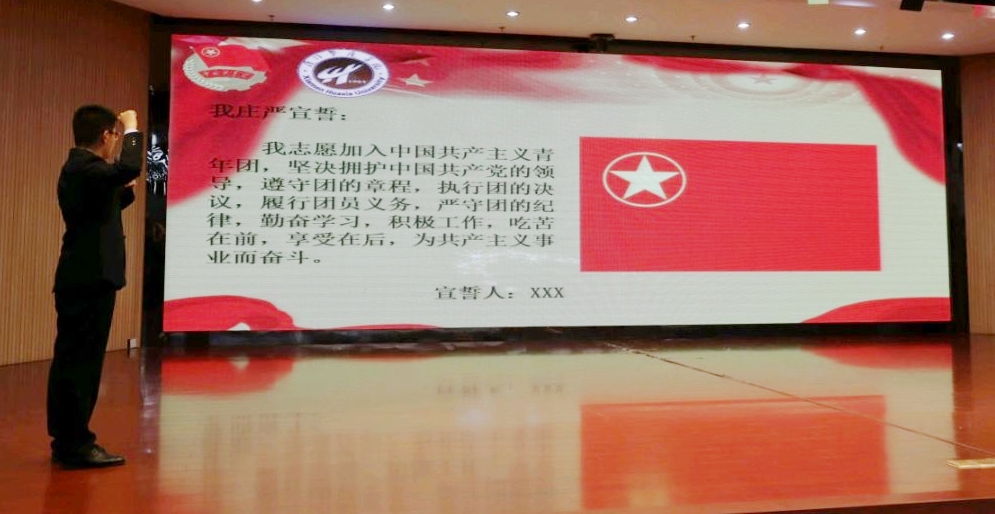 我庄严宣誓：
我志愿加入中国共产主义青
年团，坚决拥护中国共产党的领
导，遵守团的章程，执行团的决
议，履行团员义务，严守团的纪
律，勤奋学习，积极工作，吃苦
在前，享受在后，为共产主义事
业而奋斗。
宣誓人：XXX
Xiamen Huaxia University